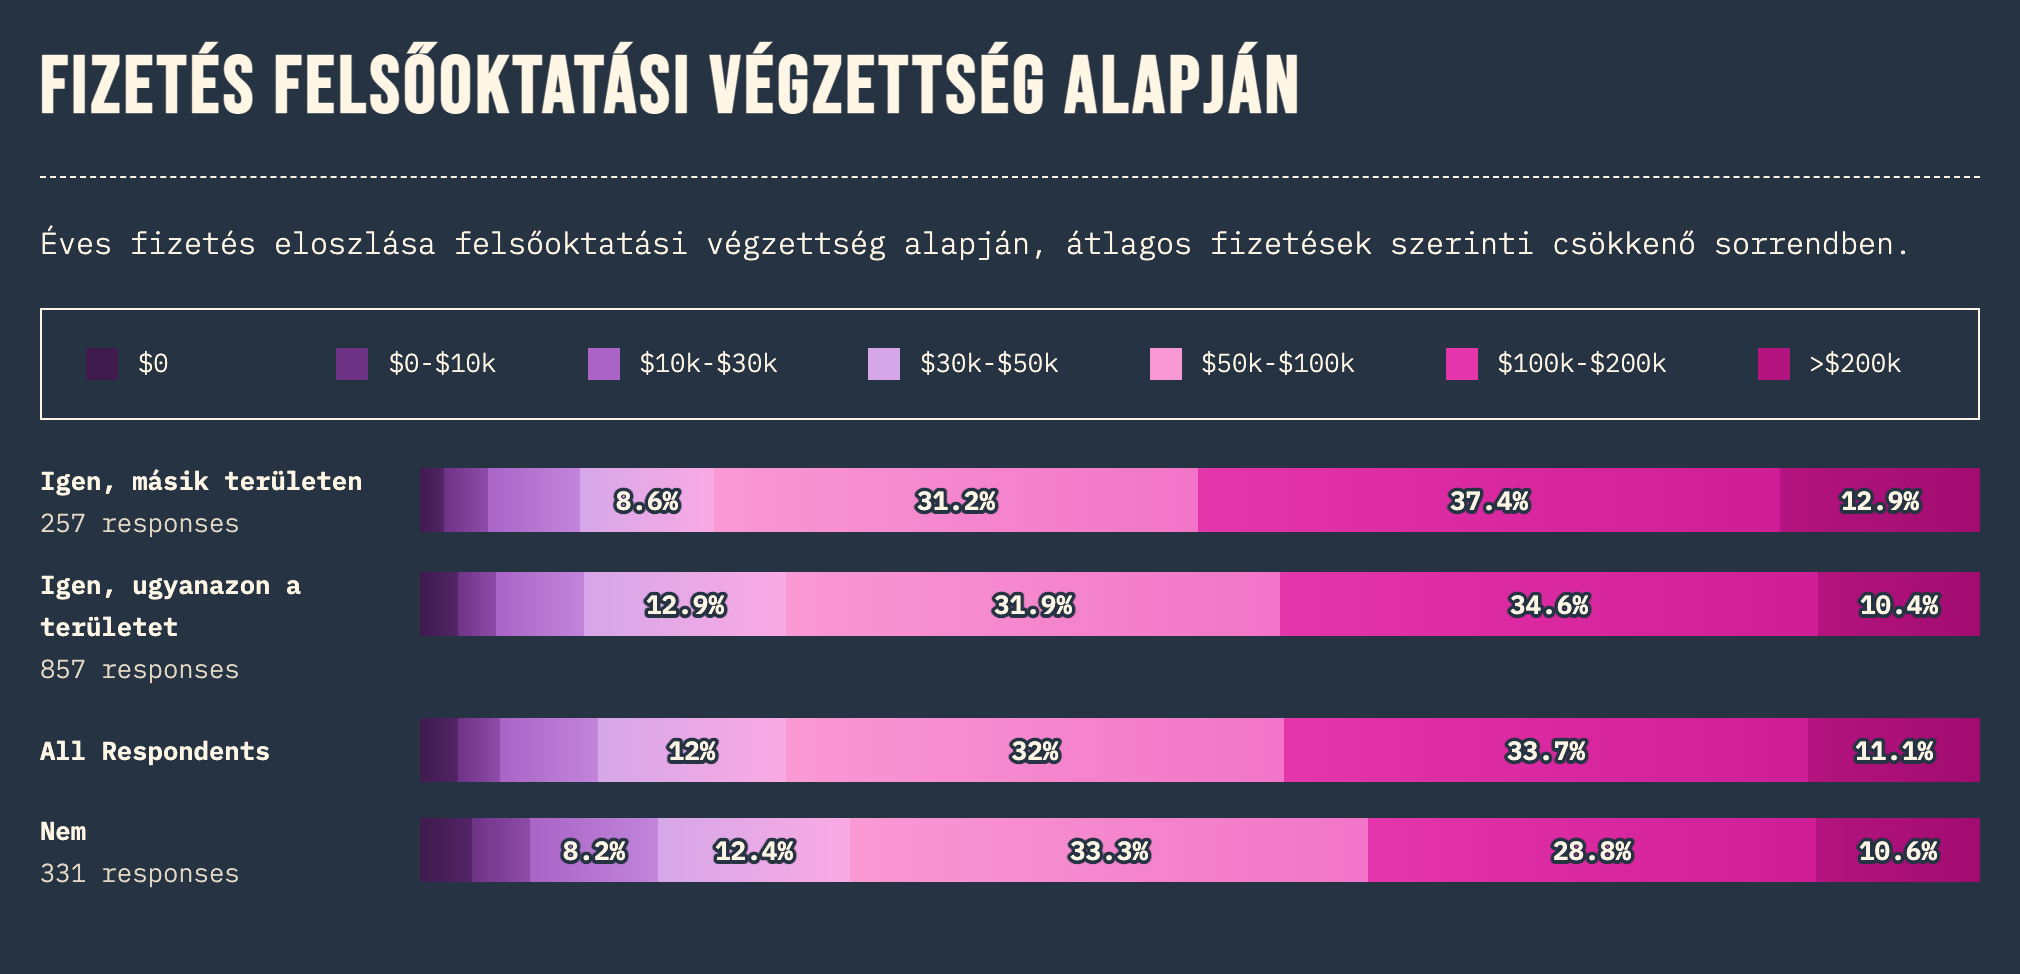 FIZETÉS FELSŐOKTATÁSI VÉGZETTSÉG ALAPJÁN
Éves fizetés eloszlása felsőoktatási végzettség alapján, átlagos fizetések szerinti csökkenő sorrendben.
$0 $0-$10k $10k-$30k $30k-$50k $50k-$100k $100k-$200k >$200k
Igen, másik területen
257 responses
8.6% 31.2% 37.4% 12.9%
Igen, ugyanazon a
területet
857 responses
12.9% 31.9% 34.6% 10.4%
All Respondents
12% 32% 33.7% 11.1%
Nem
331 responses
8.2% 12.4% 33.3% 28.8% 10.6%